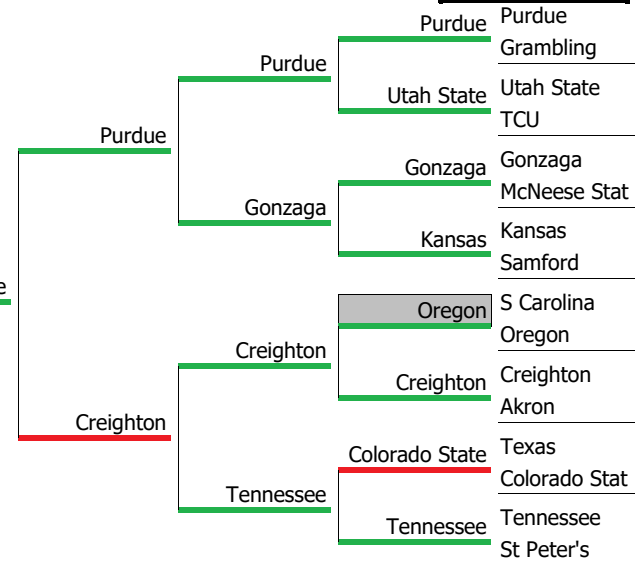 Purdue
Purdue
Grambling
Purdue
Utah State
Utah State
TCU
Purdue
Gonzaga
Gonzaga
McNeese Stat
Gonzaga
Kansas
Kansas
Samford
e
Oregon
S Carolina
Oregon
Creighton
Creighton
Creighton
Akron
Creighton
Colorado State
Texas
Colorado Stat
Tennessee
Tennessee
Tennessee
St Peter's